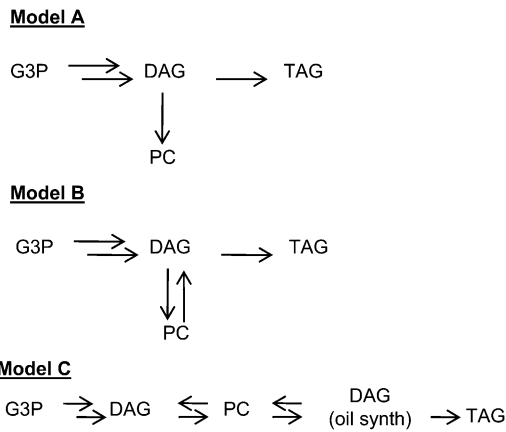 Model A
G3P DAG TAG
PC
Model B
G3P DAG TAG
PC
Model C
DAG
G3P DAG PC (oil synth) TAG